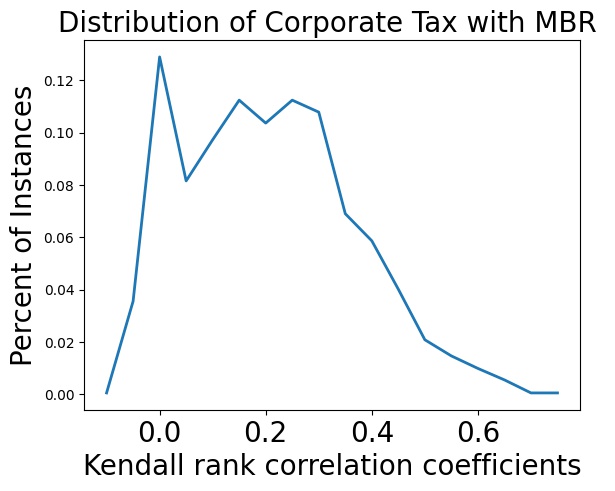 Distribution of Corporate Tax with MBR
Percent of Instances
0.12
0.10
0.08
0.06
0.04
0.02
0.00
0.0 0.2 0.4 0.6
Kendall rank correlation coefficients